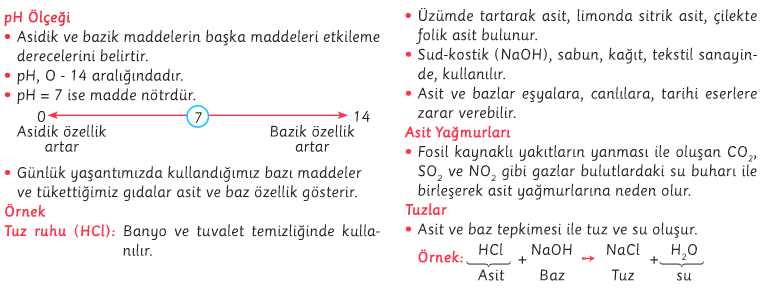 pH Ölçeği
• Asidik ve bazik maddelerin başka maddeleri etkileme
derecelerini belirtir.
• pH, O - 14 aralığındadır.
• pH = 7 ise madde nötrdür.
0 7 14
Asidik özellik artar
Bazik özellik artar
• Günlük yaşantımızda kullandığımız bazı maddeler
ve tükettiğimiz gıdalar asit ve baz özellik gösterir.
Örnek
Tuz ruhu (HCl): Banyo ve tuvalet temizliğinde kulla-
nılır.
• Üzümde tartarak asit, limonda sitrik asit, çilekte
folik asit bulunur.
• Sud-kostik (NaOH), sabun, kağıt, tekstil sanayin-
de, kullanılır.
• Asit ve bazlar eşyalara, canlılara, tarihi eserlere
zarar verebilir.
Asit Yağmurları
• Fosil kaynaklı yakıtların yanması ile oluşan CO₂,
SO₂ ve NO₂ gibi gazlar bulutlardaki su buharı ile
birleşerek asit yağmurlarına neden olur.
Tuzlar
• Asit ve baz tepkimesi ile tuz ve su oluşur.
Örnek: HCl + NaOH → NaCl + H₂O
Asit Baz Tuz su